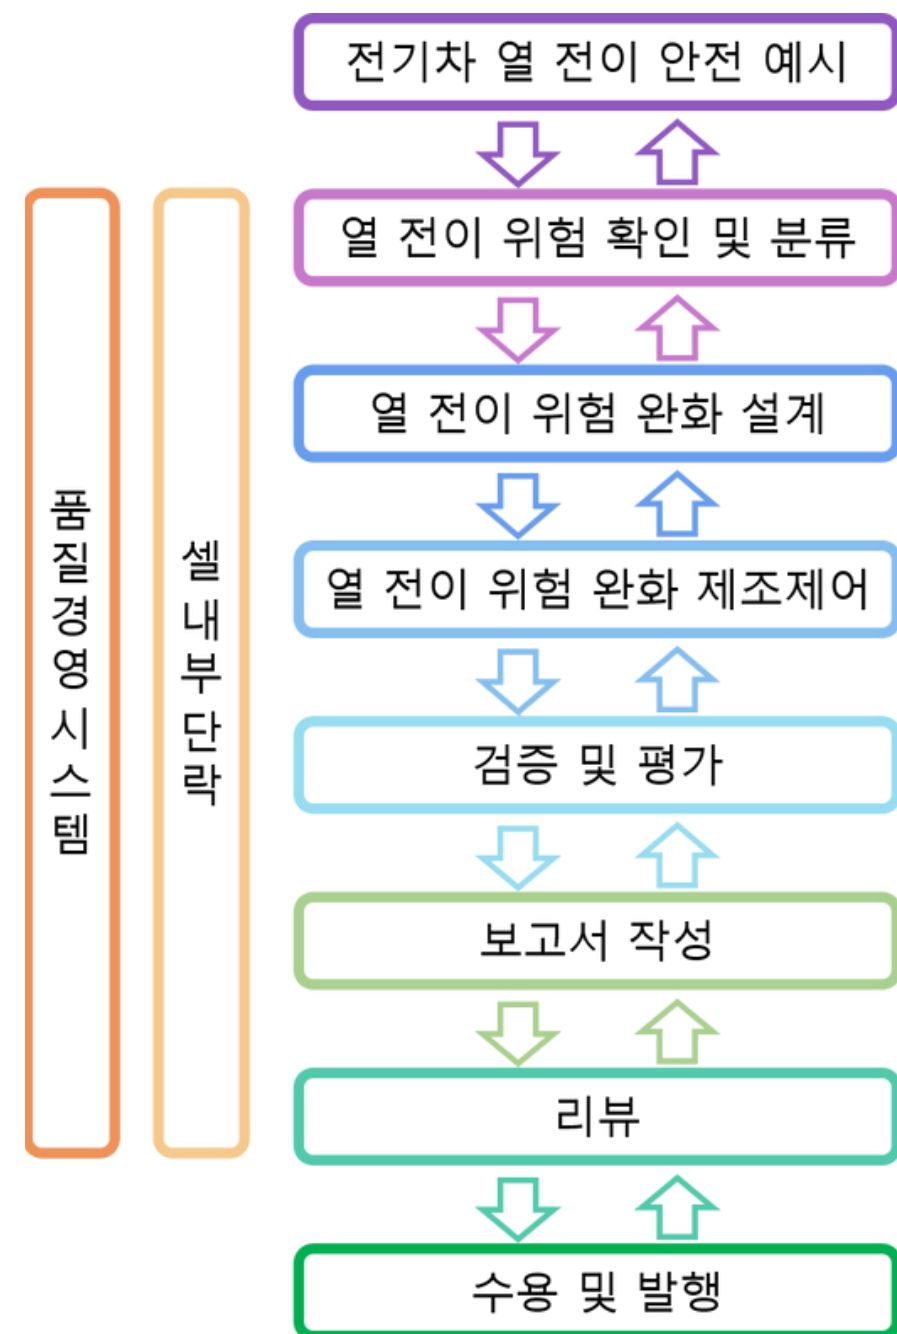 전기차 열 전이 안전 예시
열 전이 위험 확인 및 분류
열 전이 위험 완화 설계
열 전이 위험 완화 제조제어
검증 및 평가
보고서 작성
리뷰
수용 및 발행
품질경영시스템
셀내부단락